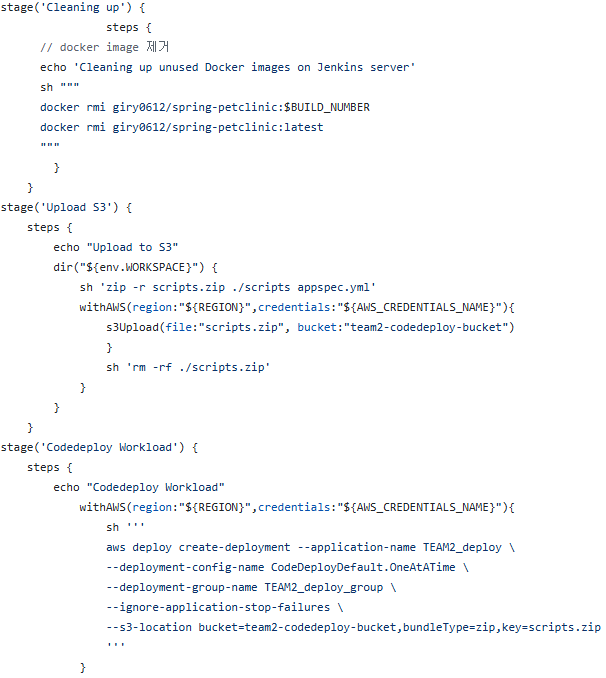 stage('Cleaning up') {
steps {
// docker image 제거
echo 'Cleaning up unused Docker images on Jenkins server'
sh """
docker rmi giry0612/spring-petclinic:$BUILD_NUMBER
docker rmi giry0612/spring-petclinic:latest
"""
}
}
stage('Upload S3') {
steps {
echo "Upload to S3"
dir("${env.WORKSPACE}") {
sh 'zip -r scripts.zip ./scripts appspec.yml'
withAWS(region:"${REGION}",credentials:"${AWS_CREDENTIALS_NAME}"){
s3Upload(file:"scripts.zip", bucket:"team2-codedeploy-bucket")
}
sh 'rm -rf ./scripts.zip'
}
}
}
stage('Codedeploy Workload') {
steps {
echo "Codedeploy Workload"
withAWS(region:"${REGION}",credentials:"${AWS_CREDENTIALS_NAME}"){
sh '''
aws deploy create-deployment --application-name TEAM2_deploy \
--deployment-config-name CodeDeployDefault.OneAtATime \
--deployment-group-name TEAM2_deploy_group \
--ignore-application-stop-failures \
--s3-location bucket=team2-codedeploy-bucket,bundleType=zip,key=scripts.zip
'''
}